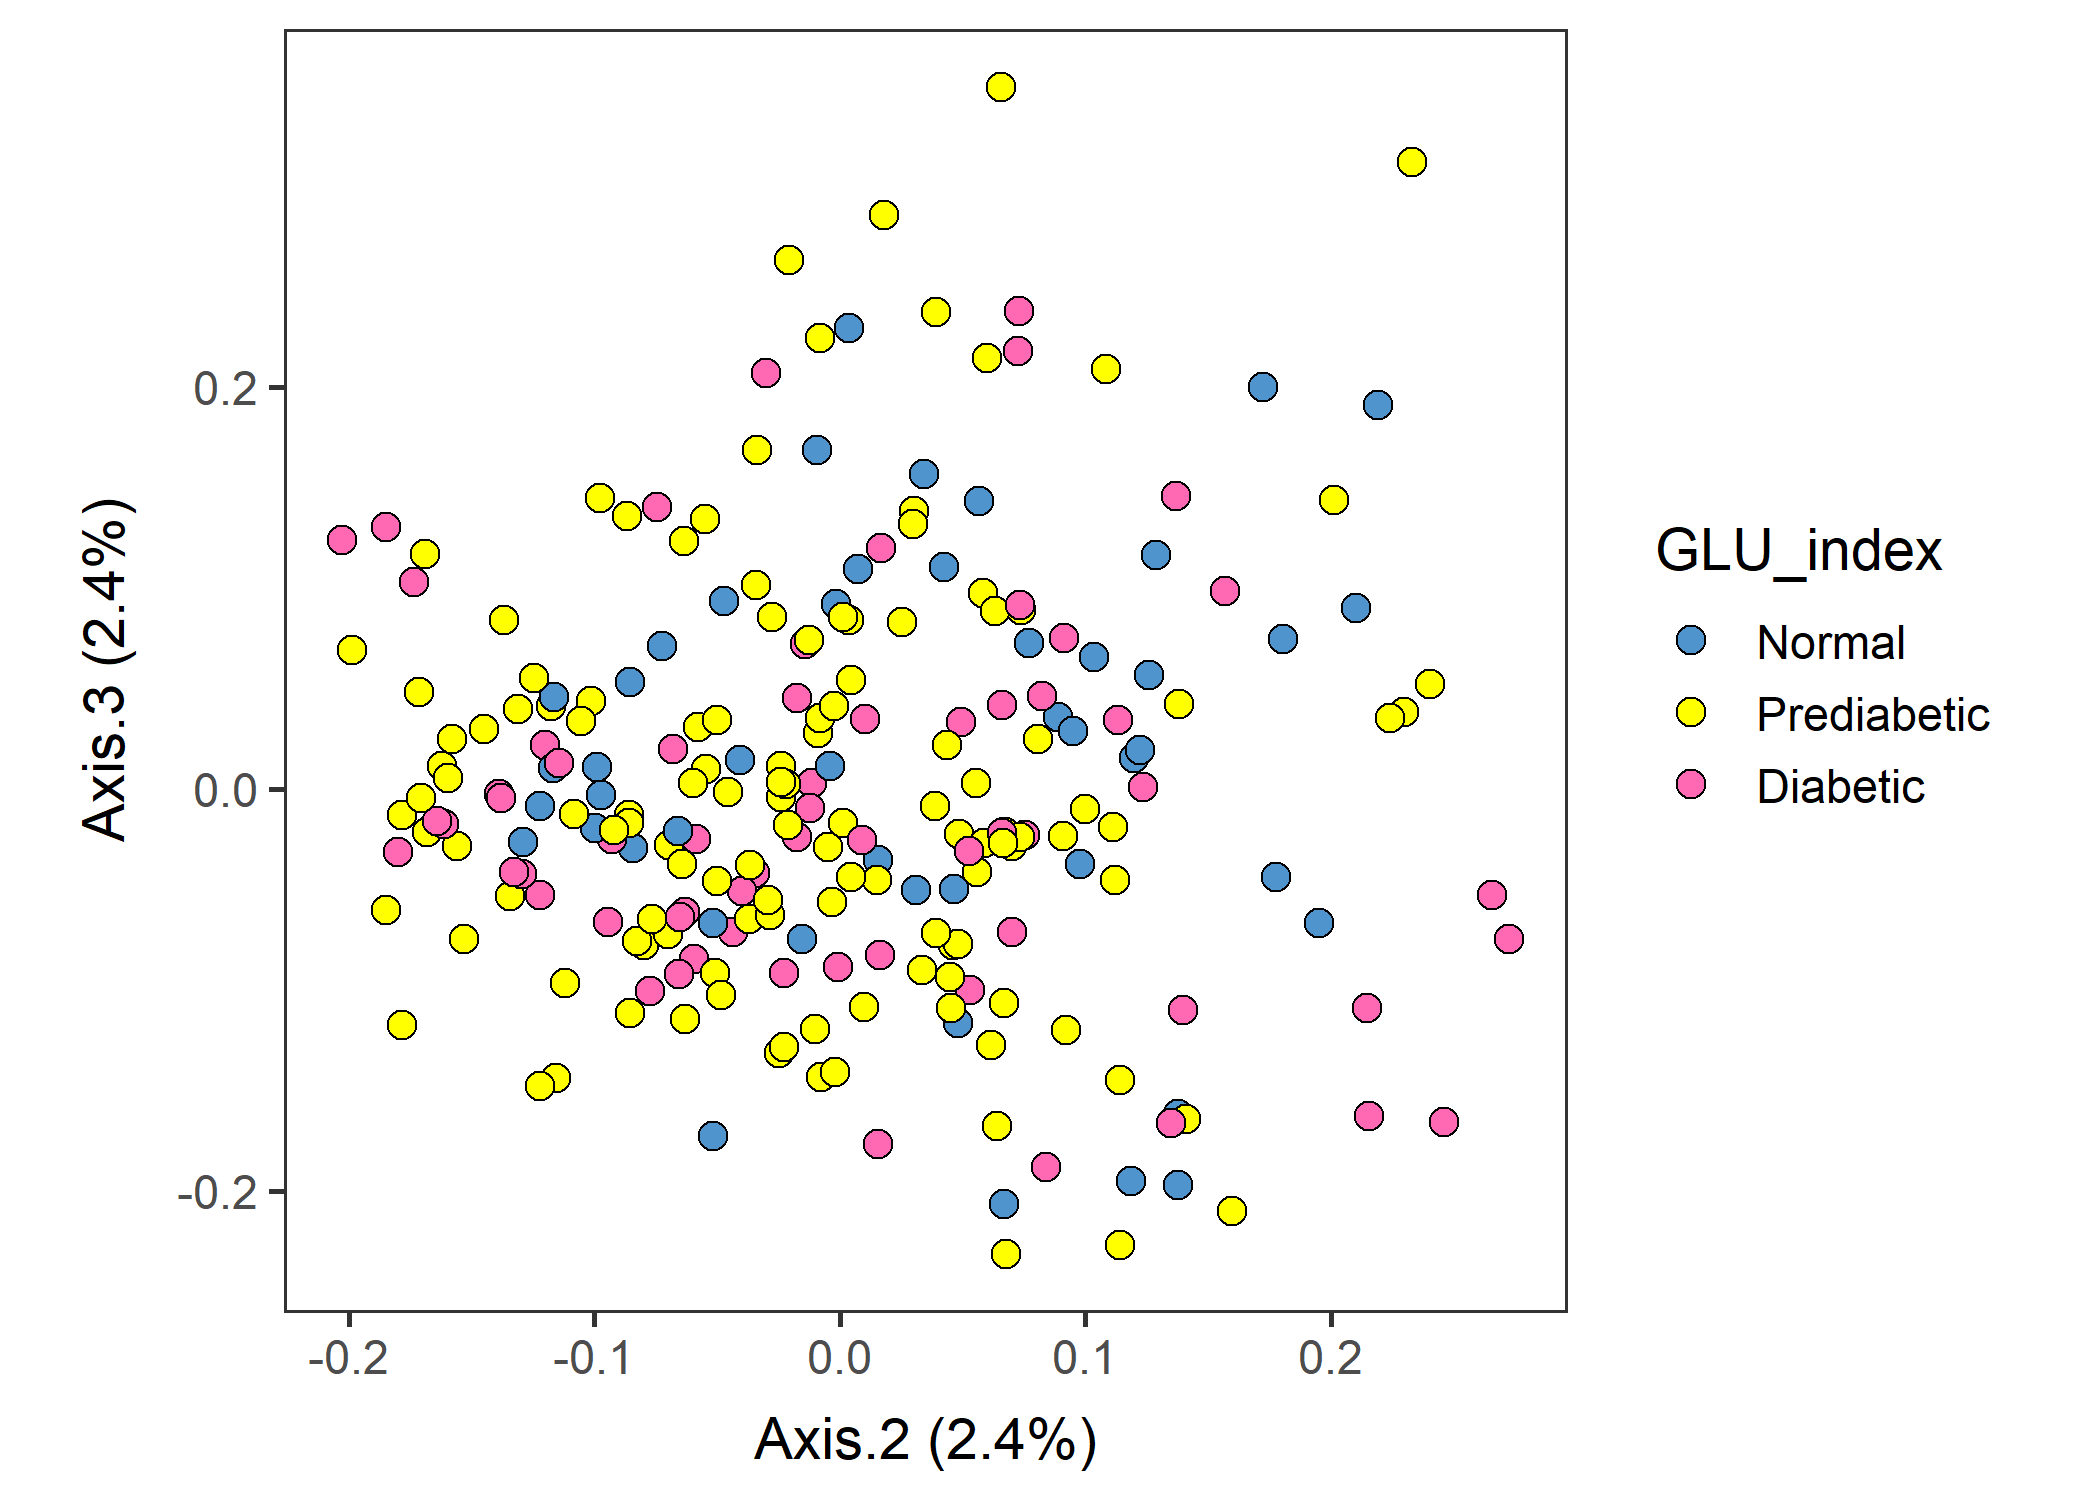 Axis.3 (2.4%)
0.2
0.0
-0.2
-0.2 -0.1 0.0 0.1 0.2
Axis.2 (2.4%)
GLU_index
Normal
Prediabetic
Diabetic